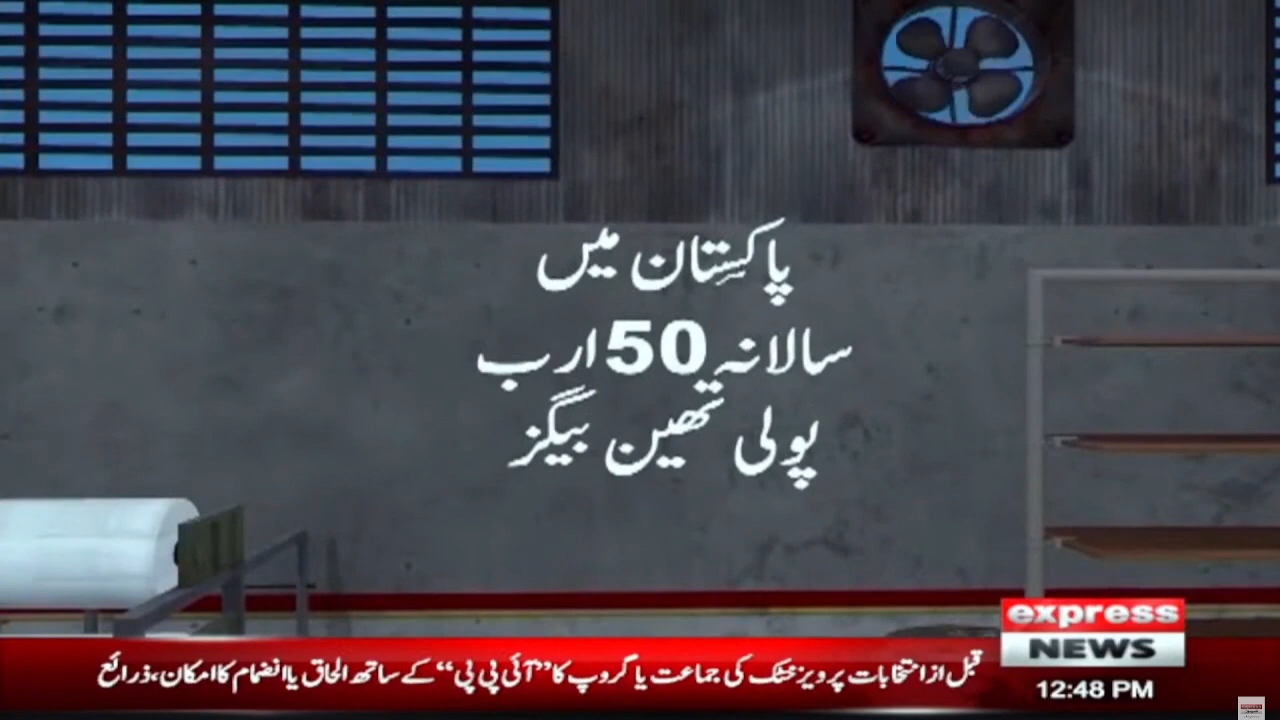 پاکستان میں
سالانہ 50 ارب
پولی تھین بیگز
express
NEWS
قبل از انتخابات پرویز خٹک کی جماعت یا گروپ کا ”آئی پی پی“ کے ساتھ الحاق یا انضمام کا امکان، ذرائع
12:48 PM